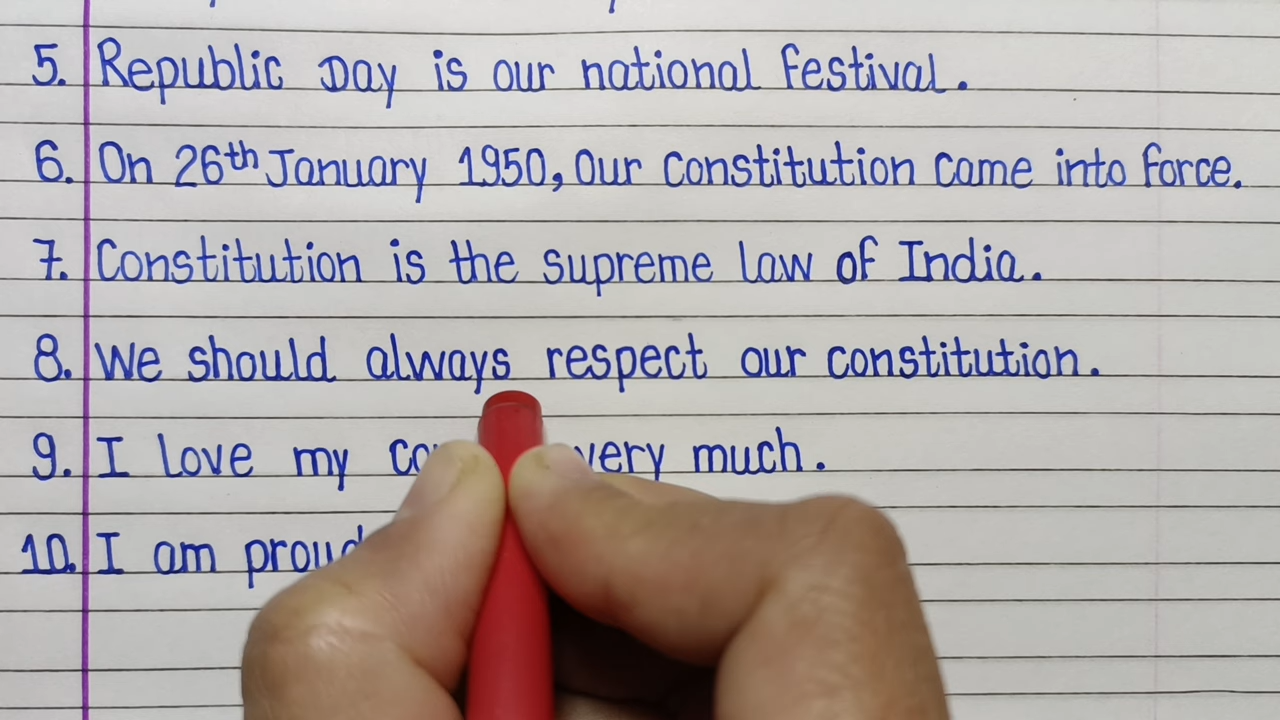 5. Republic Day is our national festival.
6. On 26th January 1950, Our Constitution came into force.
7. Constitution is the supreme law of India.
8. We should always respect our constitution.
9. I love my very much.
10. I am proud